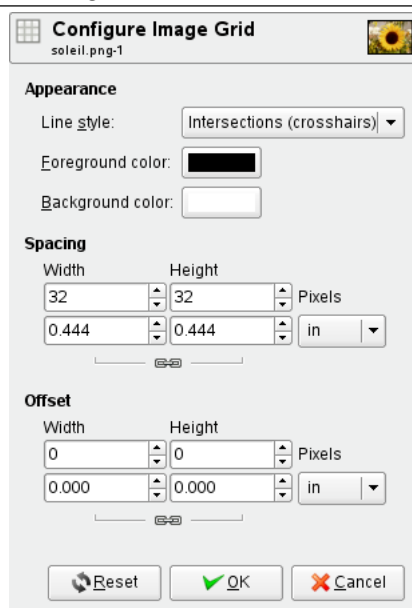 Configure Image Grid
soleil.png-1
Appearance
Line style: Intersections (crosshairs)
Foreground color:
Background color:
Spacing
Width Height
32 32 Pixels
0.444 0.444 in
Offset
Width Height
0 0 Pixels
0.000 0.000 in
Reset OK Cancel